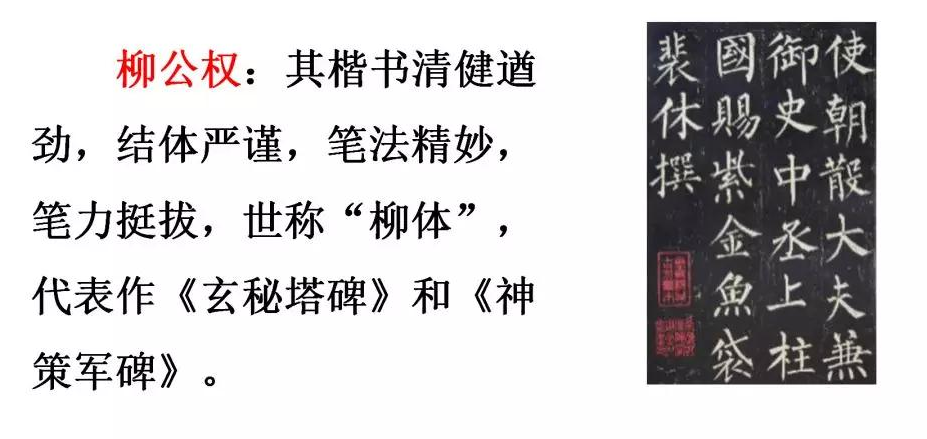 柳公权：其楷书清健遒
劲，结体严谨，笔法精妙，
笔力挺拔，世称“柳体”，
代表作《玄秘塔碑》和《神
策军碑》。
使朝散大夫兼
御史中丞上柱
國賜紫金魚袋
裴休撰